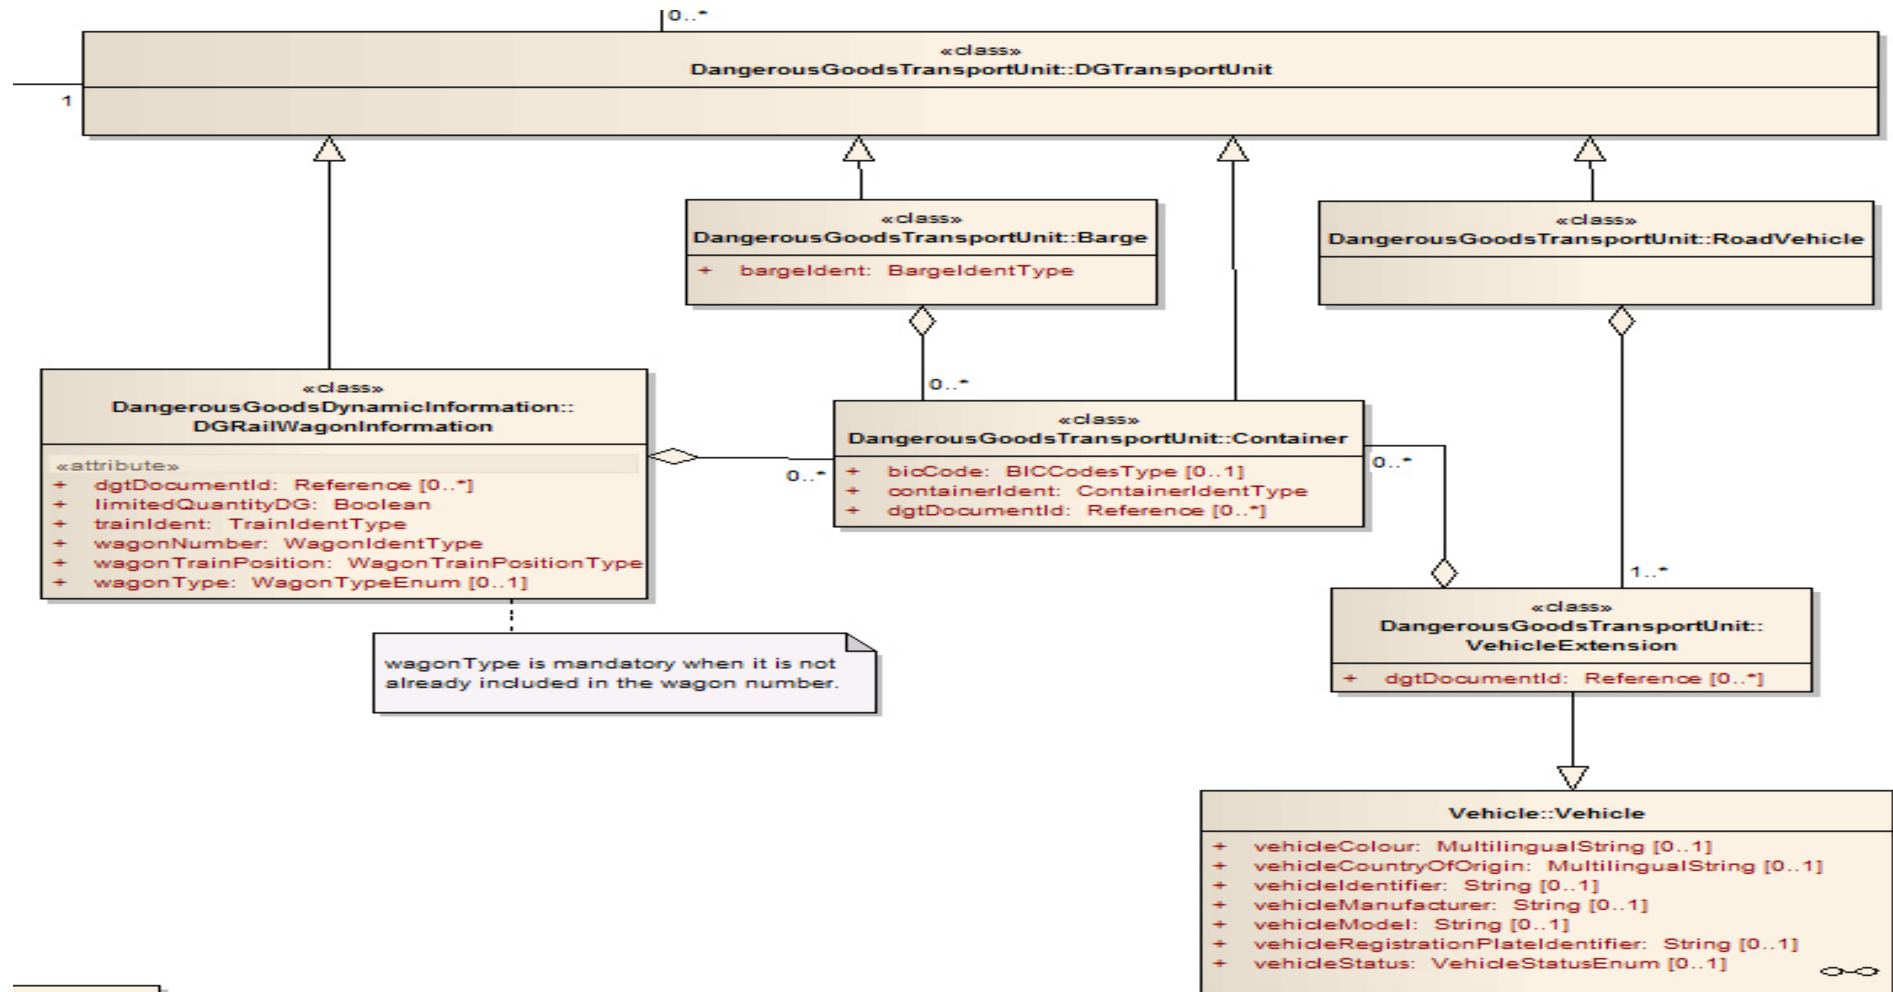 0..*
«class»
DangerousGoodsTransportUnit::DGTransportUnit
1
«class»
DangerousGoodsTransportUnit::Barge
+ bargeIdent: BargeIdentType
«class»
DangerousGoodsTransportUnit::RoadVehicle
«class»
DangerousGoodsDynamicInformation::
DGRailWagonInformation
«attribute»
+ dgtDocumentId: Reference [0..*]
+ limitedQuantityDG: Boolean
+ trainIdent: TrainIdentType
+ wagonNumber: WagonIdentType
+ wagonTrainPosition: WagonTrainPositionType
+ wagonType: WagonTypeEnum [0..1]
0..*
0..*
«class»
DangerousGoodsTransportUnit::Container
+ bicCode: BICCodesType [0..1]
+ containerIdent: ContainerIdentType
+ dgtDocumentId: Reference [0..*]
0..*
1..*
wagonType is mandatory when it is not
already included in the wagon number.
«class»
DangerousGoodsTransportUnit::
VehicleExtension
+ dgtDocumentId: Reference [0..*]
Vehicle::Vehicle
+ vehicleColour: MultilingualString [0..1]
+ vehicleCountryOfOrigin: MultilingualString [0..1]
+ vehicleIdentifier: String [0..1]
+ vehicleManufacturer: String [0..1]
+ vehicleModel: String [0..1]
+ vehicleRegistrationPlateIdentifier: String [0..1]
+ vehicleStatus: VehicleStatusEnum [0..1]